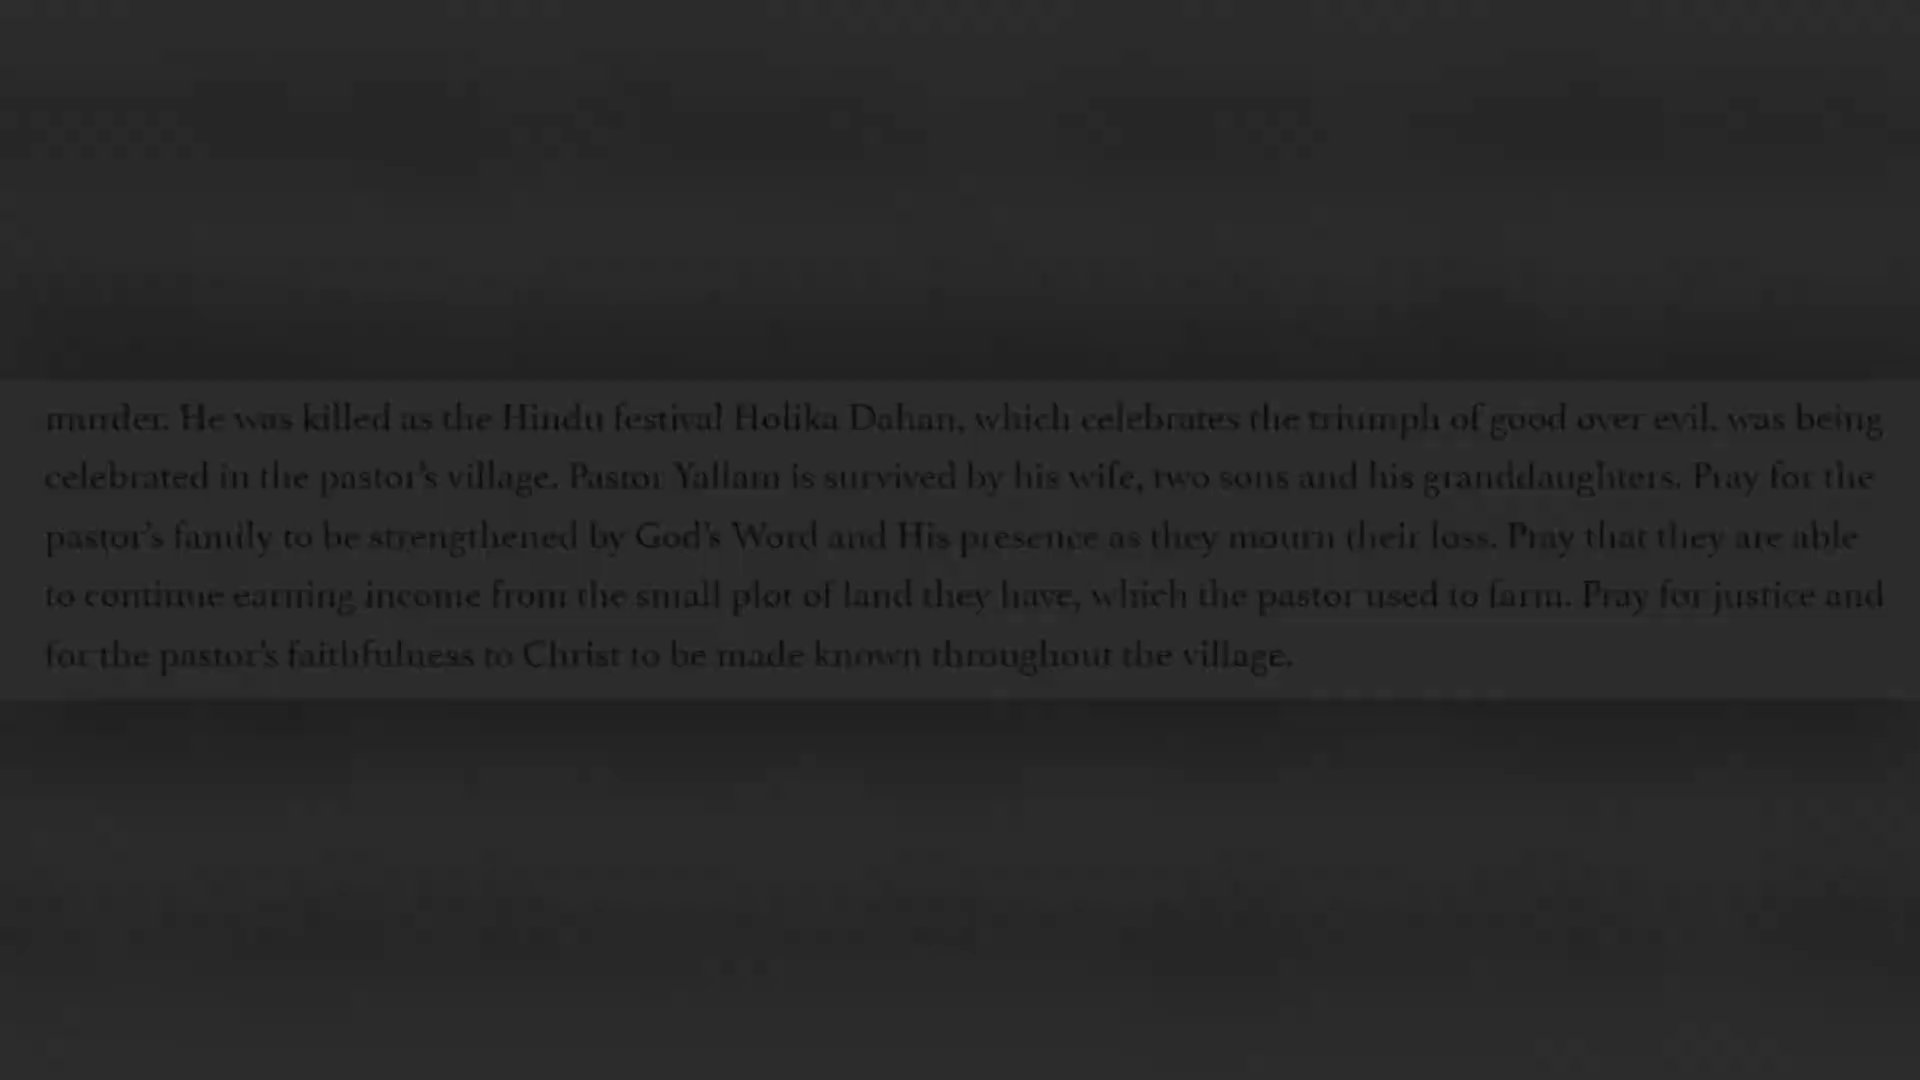 murder. He was killed as the Hindu festival Holika Dahan, which celebrates the triumph of good over evil, was being
celebrated in the pastor's village. Pastor Yallam is survived by his wife, two sons and his granddaughters. Pray for the
pastor's family to be strengthened by God's Word and His presence as they mourn their loss. Pray that they are able
to continue earning income from the small plot of land they have, which the pastor used to farm. Pray for justice and
for the pastor's faithfulness to Christ to be made known throughout the village.